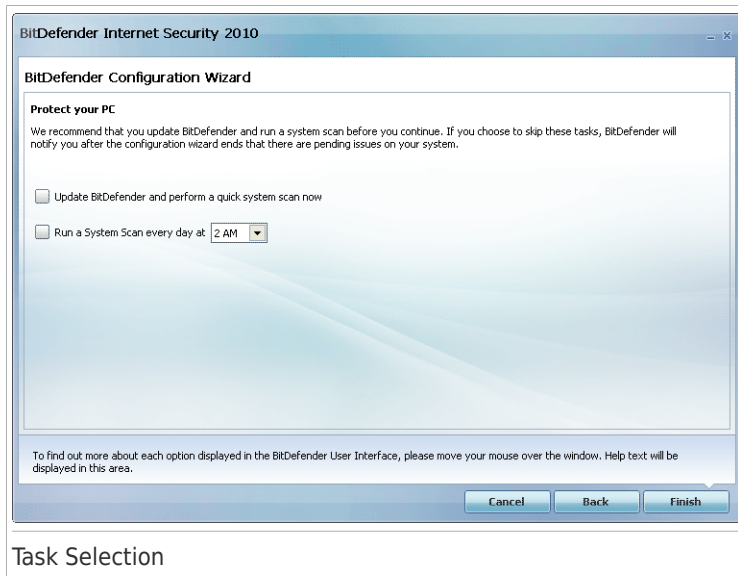 BitDefender Internet Security 2010
BitDefender Configuration Wizard
Protect your PC
We recommend that you update BitDefender and run a system scan before you continue. If you choose to skip these tasks, BitDefender will
notify you after the configuration wizard ends that there are pending issues on your system.
Update BitDefender and perform a quick system scan now
Run a System Scan every day at 2 AM
To find out more about each option displayed in the BitDefender User Interface, please move your mouse over the window. Help text will be
displayed in this area.
Cancel Back Finish
Task Selection